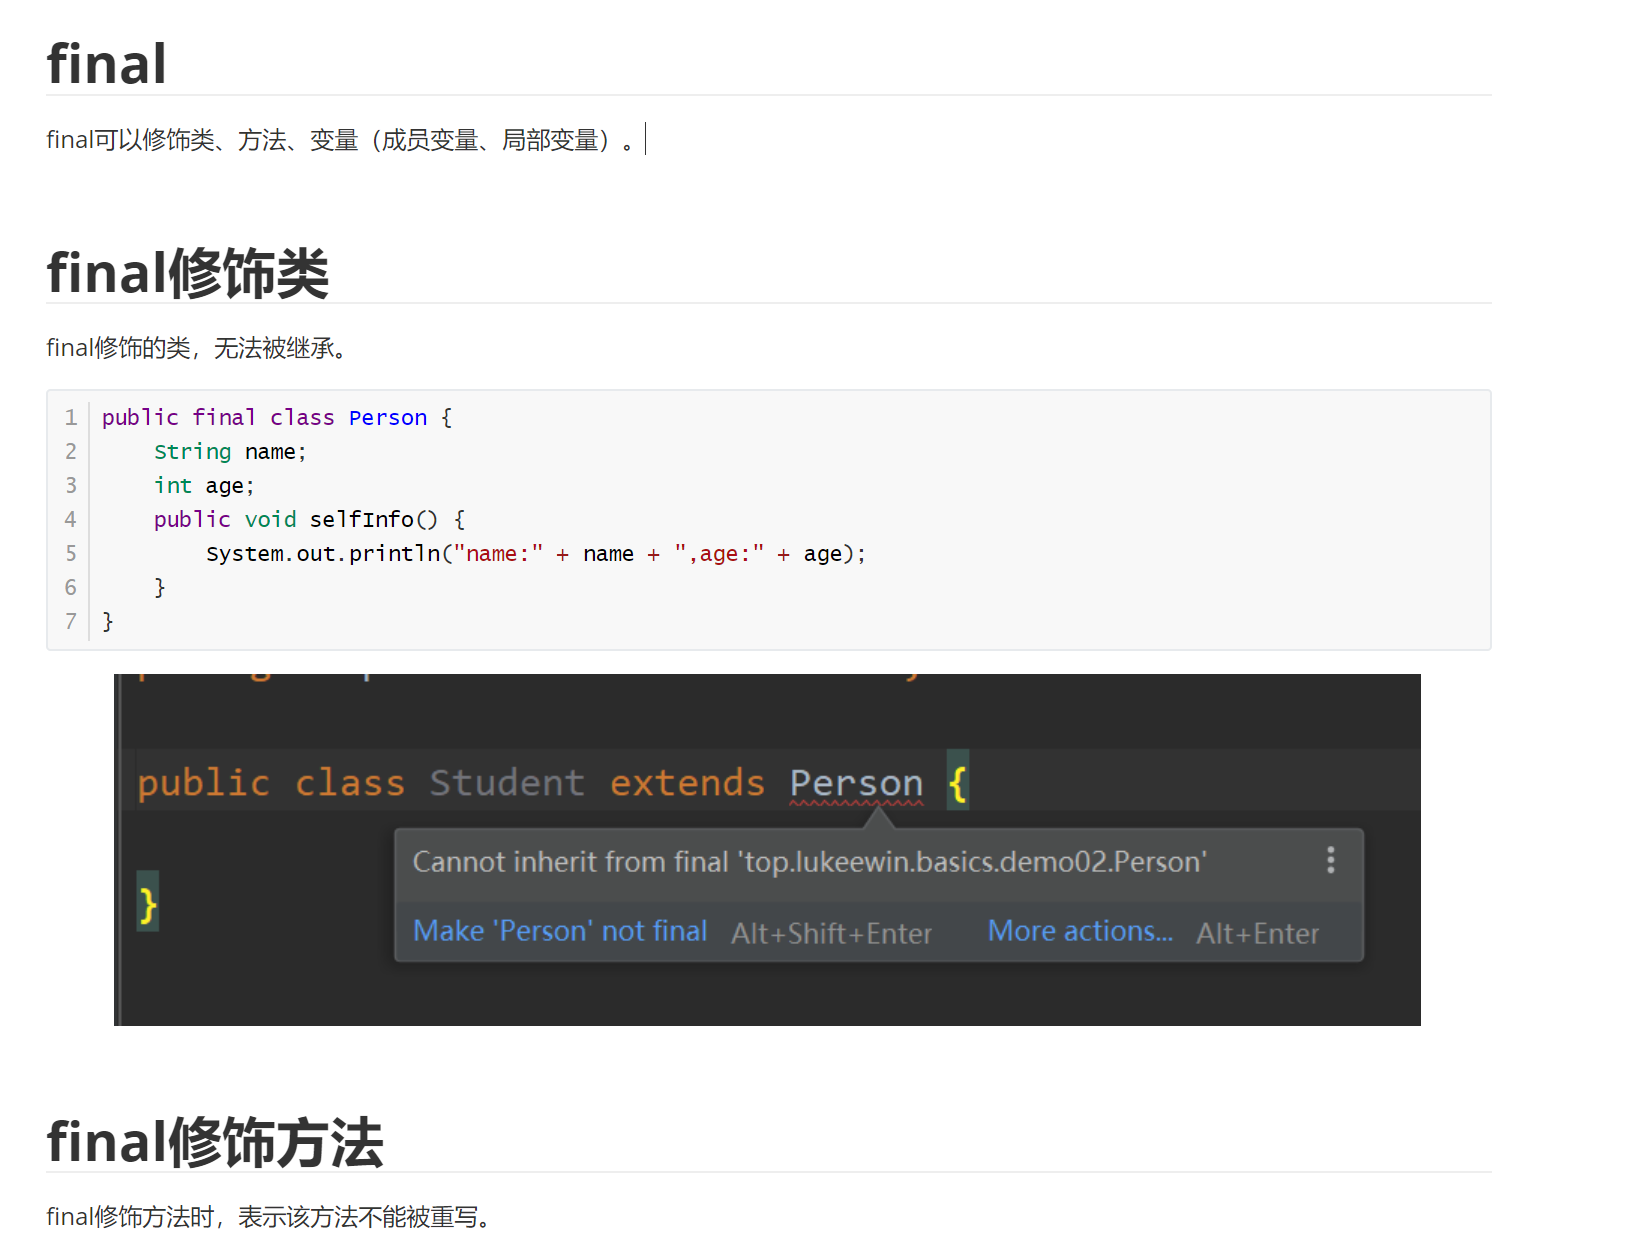 final
final可以修饰类、方法、变量（成员变量、局部变量）。
final修饰类
final修饰的类，无法被继承。
1 public final class Person {
2     String name;
3     int age;
4     public void selfInfo() {
5         System.out.println("name:" + name + ",age:" + age);
6     }
7 }
public class Student extends Person {
Cannot inherit from final 'top.lukeewin.basics.demo02.Person'
}
Make 'Person' not final Alt+Shift+Enter More actions... Alt+Enter
final修饰方法
final修饰方法时，表示该方法不能被重写。